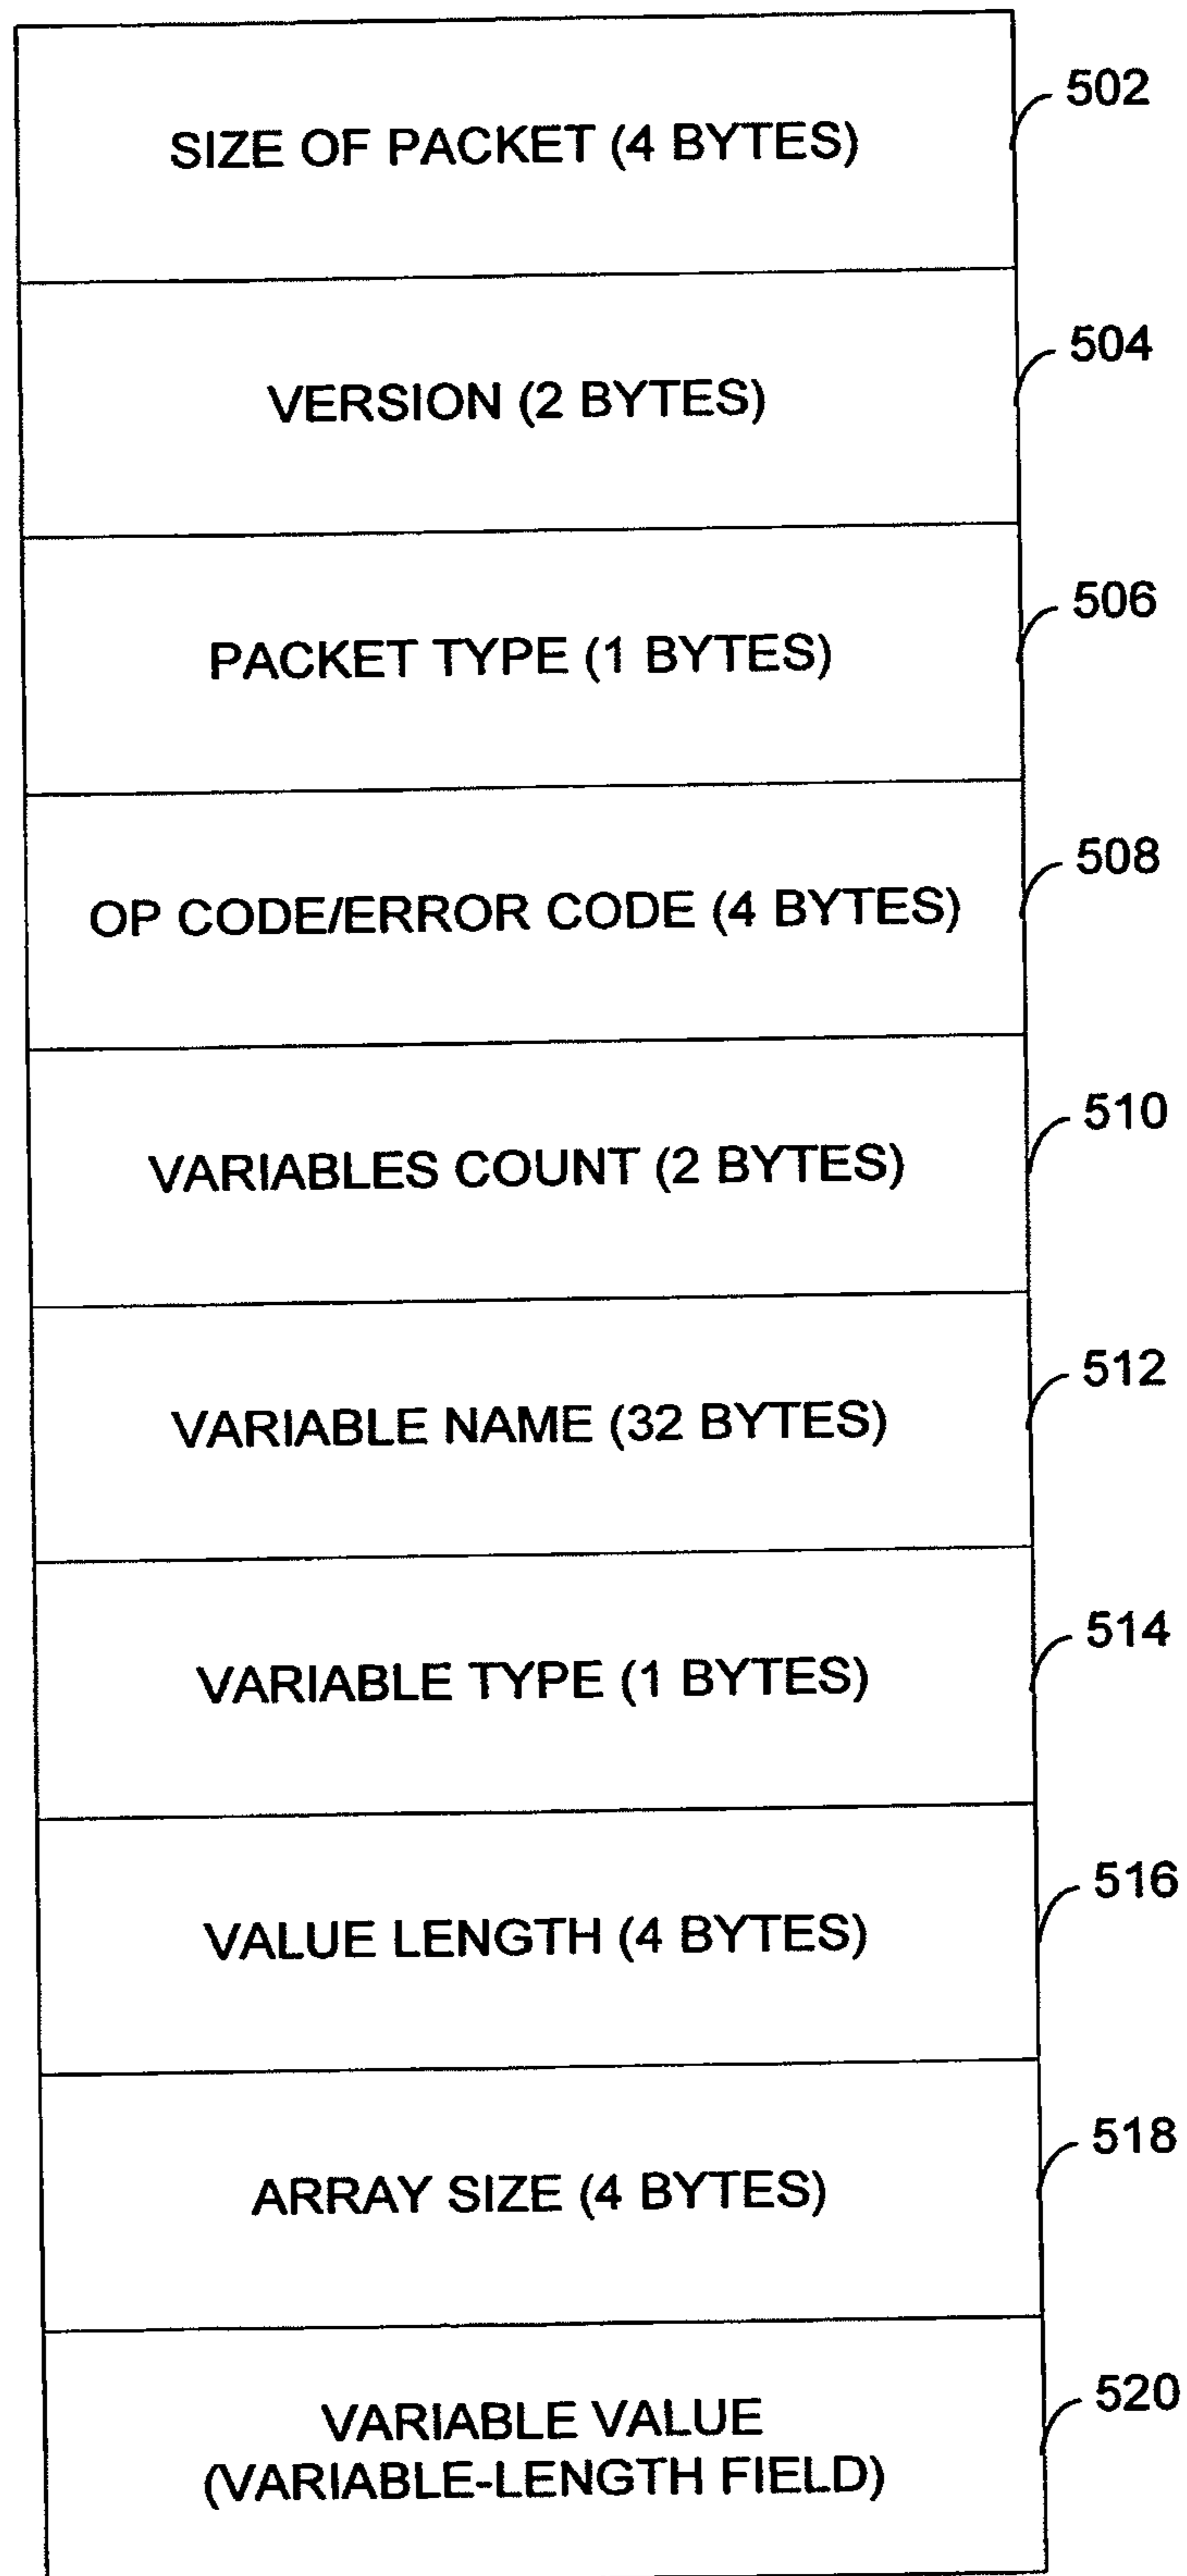 SIZE OF PACKET (4 BYTES)
502
VERSION (2 BYTES)
504
PACKET TYPE (1 BYTES)
506
OP CODE/ERROR CODE (4 BYTES)
508
VARIABLES COUNT (2 BYTES)
510
VARIABLE NAME (32 BYTES)
512
VARIABLE TYPE (1 BYTES)
514
VALUE LENGTH (4 BYTES)
516
ARRAY SIZE (4 BYTES)
518
VARIABLE VALUE
(VARIABLE-LENGTH FIELD)
520